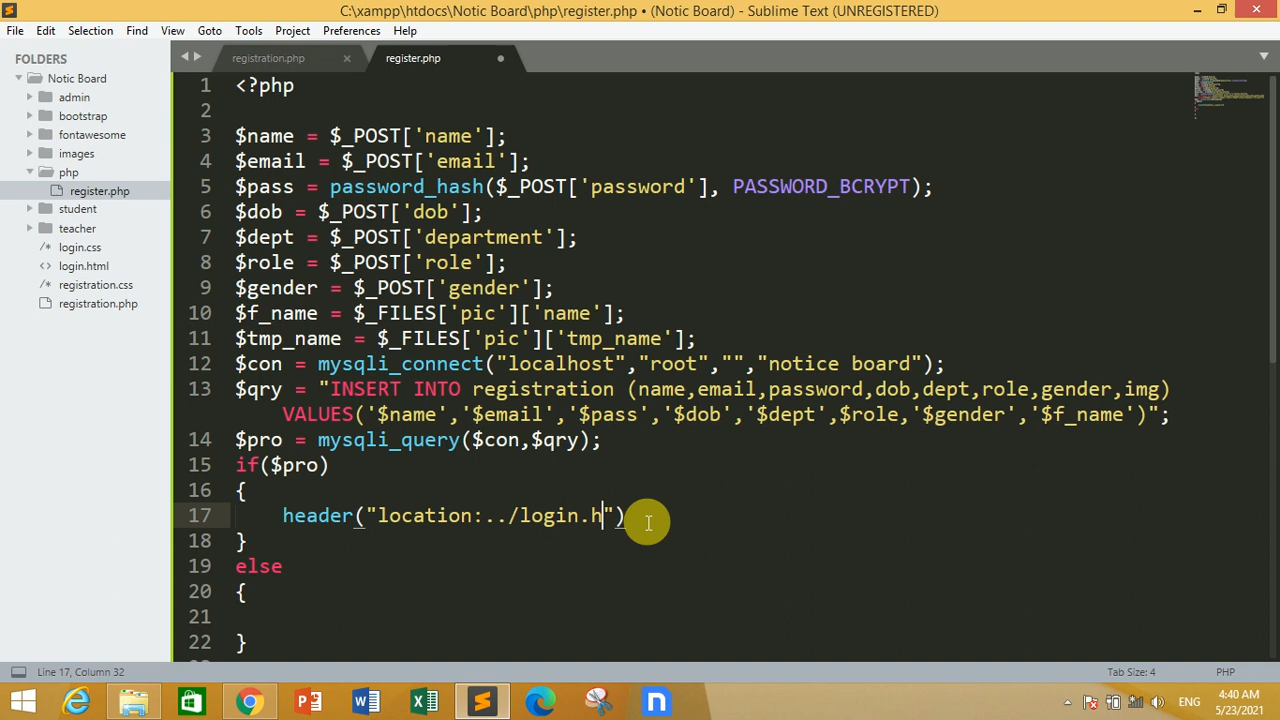 C:\xampp\htdocs\Notic Board\php\register.php • (Notic Board) - Sublime Text (UNREGISTERED)
File Edit Selection Find View Goto Tools Project Preferences Help
FOLDERS
Notic Board
admin
bootstrap
fontawesome
images
php
register.php
student
teacher
/* login.css
<> login.html
/* registration.css
registration.php
registration.php × register.php
1 <?php
2
3 $name = $_POST['name'];
4 $email = $_POST['email'];
5 $pass = password_hash($_POST['password'], PASSWORD_BCRYPT);
6 $dob = $_POST['dob'];
7 $dept = $_POST['department'];
8 $role = $_POST['role'];
9 $gender = $_POST['gender'];
10 $f_name = $_FILES['pic']['name'];
11 $tmp_name = $_FILES['pic']['tmp_name'];
12 $con = mysqli_connect("localhost","root","","notice board");
13 $qry = "INSERT INTO registration (name,email,password,dob,dept,role,gender,img)
VALUES('$name','$email','$pass','$dob','$dept',$role,'$gender','$f_name')";
14 $pro = mysqli_query($con,$qry);
15 if($pro)
16 {
17 header("location:../login.h")
18 }
19 else
20 {
21
22 }
Line 17, Column 32
Tab Size: 4
PHP
ENG
4:40 AM
5/23/2021